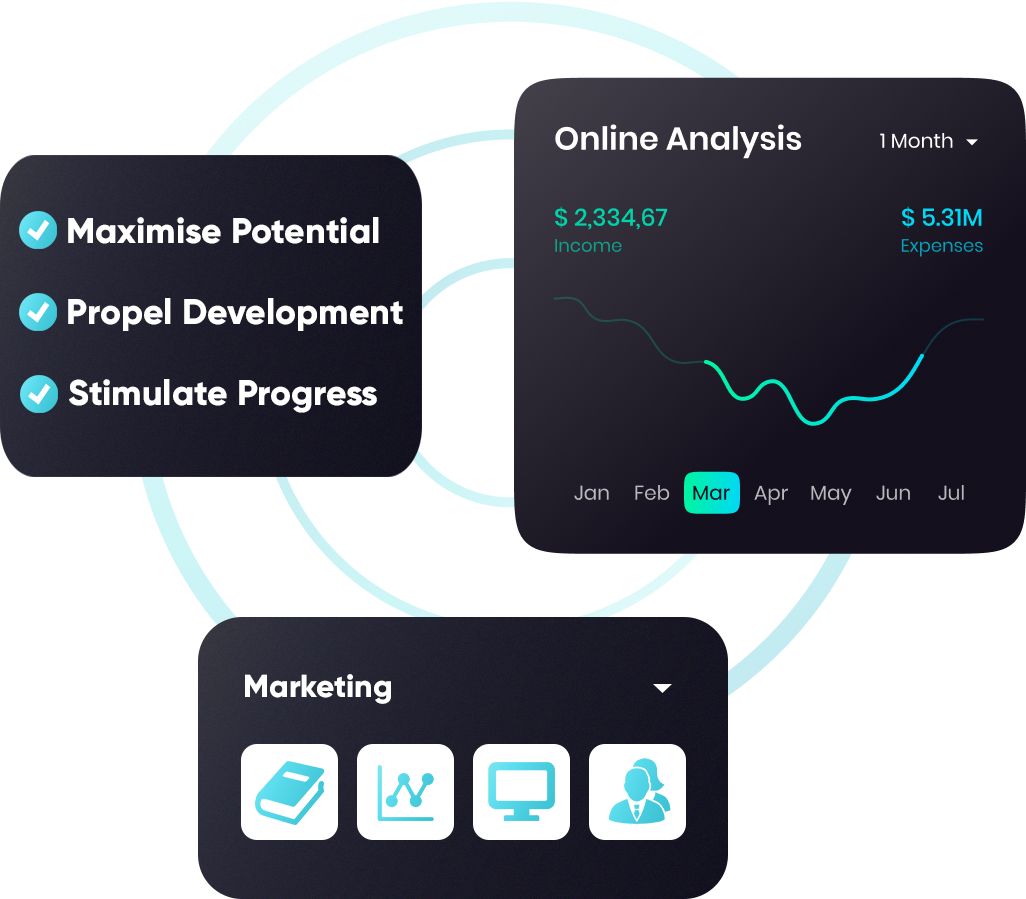 Maximise Potential
Propel Development
Stimulate Progress
Online Analysis
1 Month
$ 2,334,67
$ 5.31M
Income
Expenses
Jan Feb Mar Apr May Jun Jul
Marketing